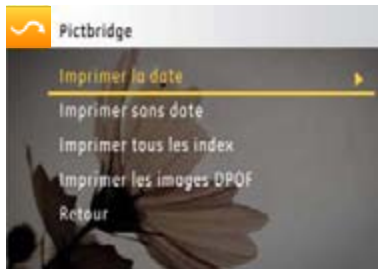 Pictbridge
Imprimer la date
Imprimer sans date
Imprimer tous les index
Imprimer les images DPOF
Retour